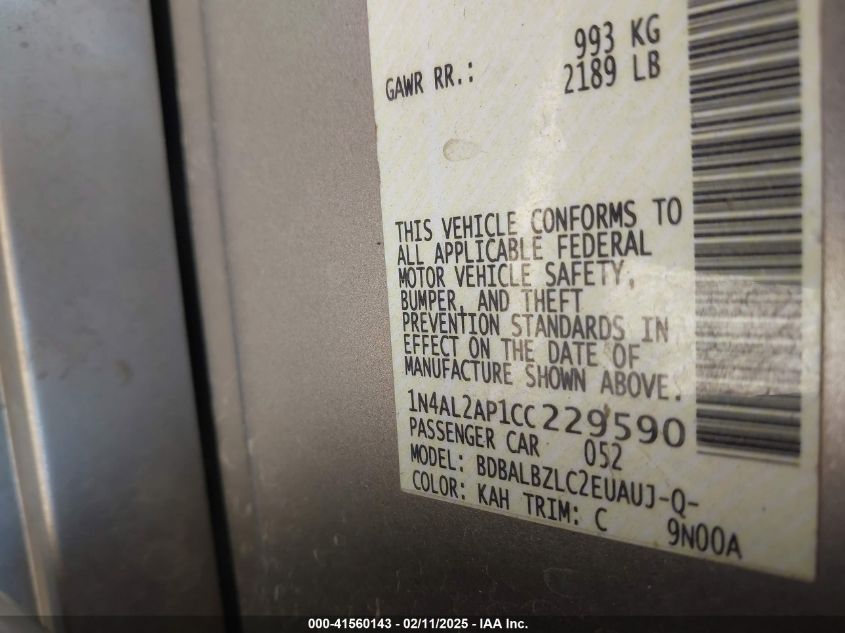 993 KG
GAWR RR.: 2189 LB
THIS VEHICLE CONFORMS TO
ALL APPLICABLE FEDERAL
MOTOR VEHICLE SAFETY,
BUMPER, AND THEFT
PREVENTION STANDARDS IN
EFFECT ON THE DATE OF
MANUFACTURE SHOWN ABOVE.
1N4AL2AP1CC229590
PASSENGER CAR 052
MODEL: BDBALBZLC2EUAUJ-Q-
COLOR: KAH TRIM: C 9N00A
000-41560143 - 02/11/2025 - IAA Inc.